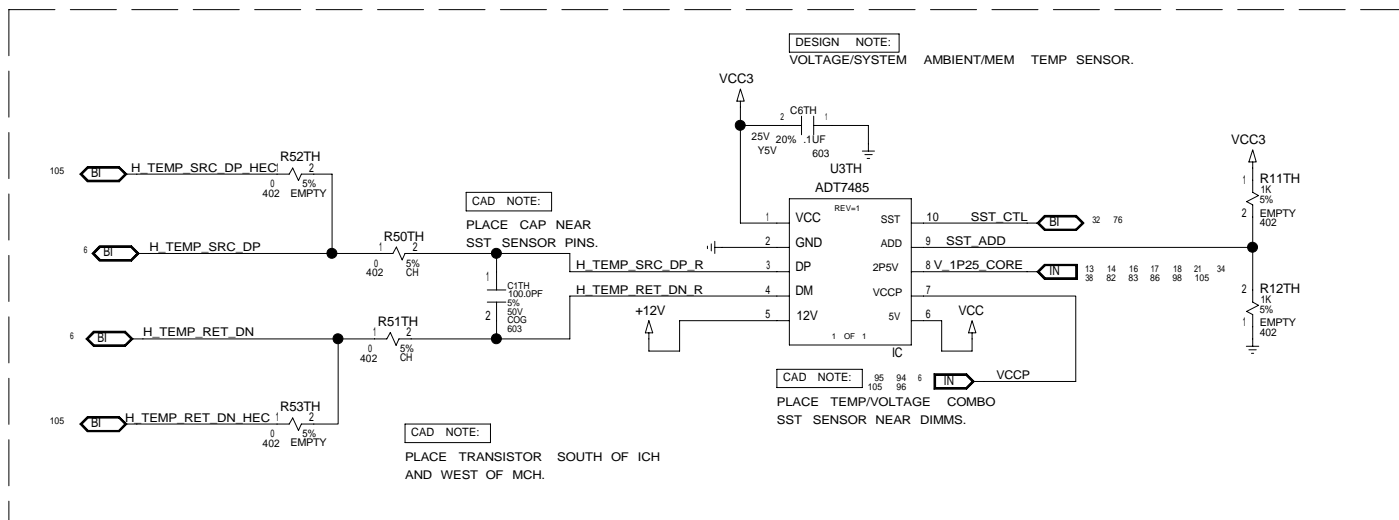 DESIGN NOTE:
VOLTAGE/SYSTEM AMBIENT/MEM TEMP SENSOR.
VCC3
C6TH
2 1
25V 20% .1UF
Y5V 603
U3TH
ADT7485
REV=1
1 VCC
2 GND
3 DP
4 DM
5 12V
SST 10
ADD 9
2P5V 8
VCCP 7
5V 6
1 OF 1
IC
105 BI H_TEMP_SRC_DP_HEC
R52TH
1 2
0 5%
402 EMPTY
6 BI H_TEMP_SRC_DP
R50TH
1 2
0 5%
402 CH
6 BI H_TEMP_RET_DN
R51TH
1 2
0 5%
402 CH
105 BI H_TEMP_RET_DN_HEC
R53TH
1 2
0 5%
402 EMPTY
CAD NOTE:
PLACE CAP NEAR
SST SENSOR PINS.
1
C1TH
100.0PF
5%
50V
COG
603
2
H_TEMP_SRC_DP_R
H_TEMP_RET_DN_R
+12V
CAD NOTE:
PLACE TRANSISTOR SOUTH OF ICH
AND WEST OF MCH.
SST_CTL BI 32 76
SST_ADD
V_1P25_CORE IN 13 14 16 17 18 21 34
38 82 83 86 98 105
VCC
CAD NOTE:
95 94 6 IN VCCP
105 96
PLACE TEMP/VOLTAGE COMBO
SST SENSOR NEAR DIMMS.
VCC3
1 R11TH
1K
5%
2 EMPTY
402
2 R12TH
1K
5%
1 EMPTY
402